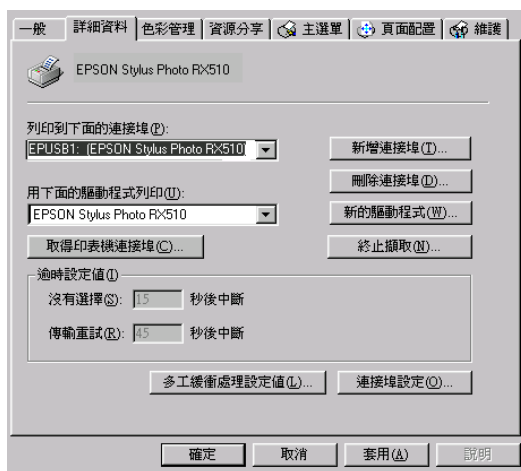 一般 詳細資料 色彩管理 資源分享 主選單 頁面配置 維護
EPSON Stylus Photo RX510
列印到下面的連接埠(P):
EPUSB1: (EPSON Stylus Photo RX510) 新增連接埠(T)...
刪除連接埠(D)...
用下面的驅動程式列印(U):
EPSON Stylus Photo RX510 新的驅動程式(W)...
取得印表機連接埠(C)... 終止擷取(N)...
逾時設定值(I)
沒有選擇(S): 15 秒後中斷
傳輸重試(R): 45 秒後中斷
多工緩衝處理設定值(L)... 連接埠設定(O)...
確定 取消 套用(A) 説明